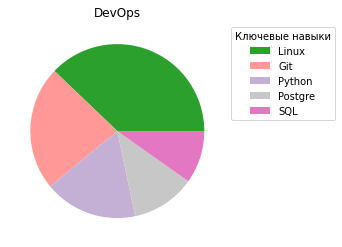 DevOps
Ключевые навыки
Linux
Git
Python
Postgre
SQL